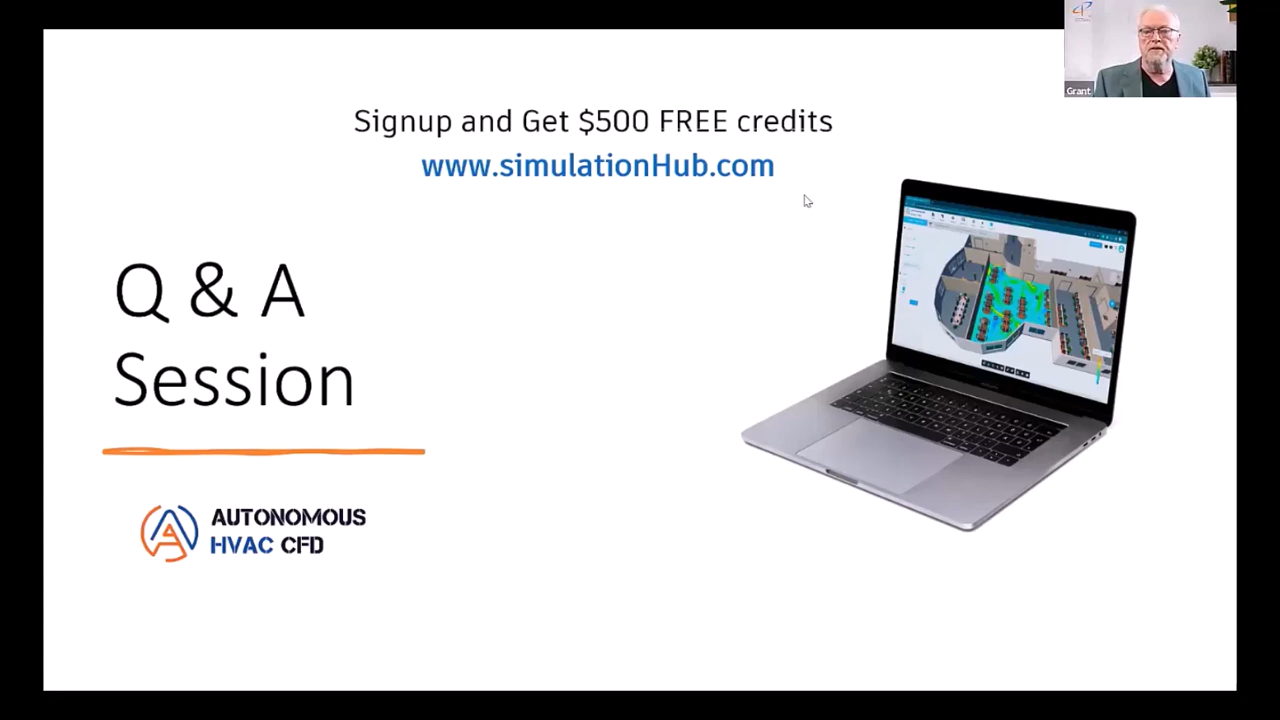 Signup and Get $500 FREE credits
www.simulationHub.com
Grant
Q & A
Session
AUTONOMOUS
HVAC CFD